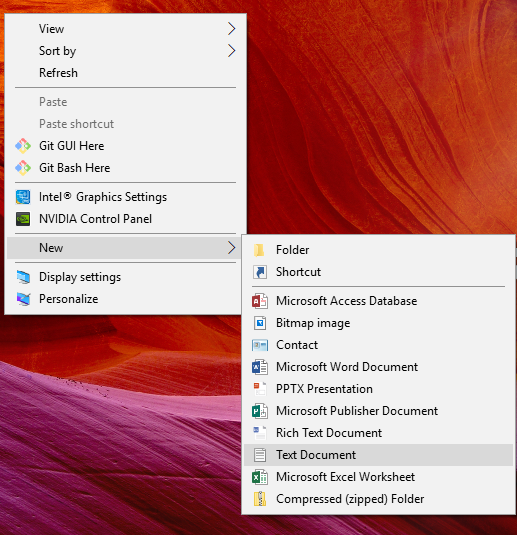 View
Sort by
Refresh
Paste
Paste shortcut
Git GUI Here
Git Bash Here
Intel® Graphics Settings
NVIDIA Control Panel
New
Display settings
Personalize
Folder
Shortcut
Microsoft Access Database
Bitmap image
Contact
Microsoft Word Document
PPTX Presentation
Microsoft Publisher Document
Rich Text Document
Text Document
Microsoft Excel Worksheet
Compressed (zipped) Folder